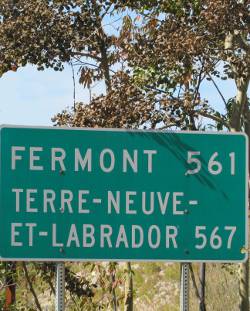 FERMONT 561
TERRE-NEUVE-
ET-LABRADOR 567